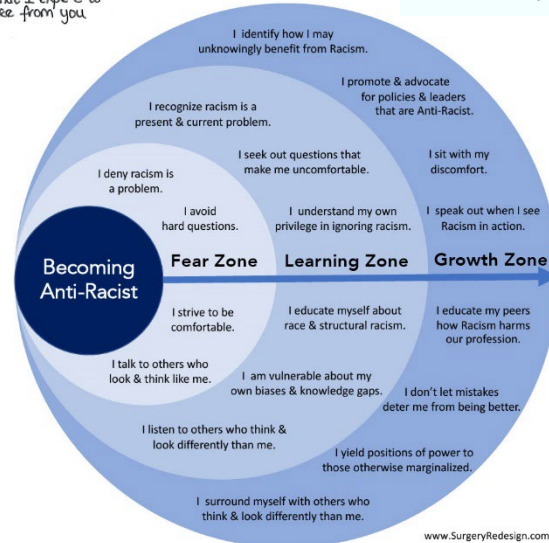 see from you
I identify how I may
unknowingly benefit from Racism.
I promote & advocate
for policies & leaders
that are Anti-Racist.
I recognize racism is a
present & current problem.
I seek out questions that
make me uncomfortable.
I sit with my
discomfort.
I deny racism is
a problem.
I avoid
hard questions.
I understand my own
privilege in ignoring racism.
I speak out when I see
Racism in action.
Becoming
Anti-Racist
Fear Zone
Learning Zone
Growth Zone
I strive to be
comfortable.
I educate myself about
race & structural racism.
I educate my peers
how Racism harms
our profession.
I talk to others who
look & think like me.
I am vulnerable about my
own biases & knowledge gaps.
I don't let mistakes
deter me from being better.
I listen to others who think &
look differently than me.
I yield positions of power to
those otherwise marginalized.
I surround myself with others who
think & look differently than me.
www.SurgeryRedesign.com